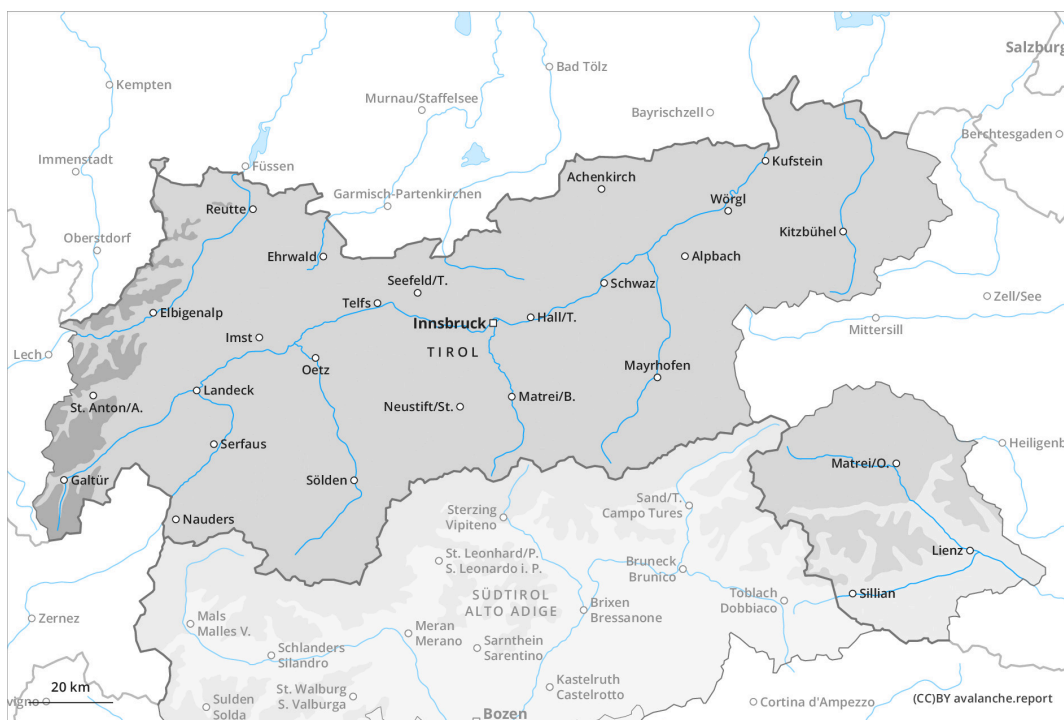 Salzburg
Kempten
Bad Tölz
Murnau/Staffelsee
Bayrischzell
Berchtesgaden
Immenstadt
Füssen
Kufstein
Achenkirch
Garmisch-Partenkirchen
Reutte
Wörgl
Oberstdorf
Kitzbühel
Ehrwald
Alpbach
Seefeld/T.
Schwaz
Zell/See
Telfs
Elbigenalp
Innsbruck
Hall/T.
Mittersill
Imst
TIROL
Lech
Oetz
Mayrhofen
Landeck
St. Anton/A.
Neustift/St.
Matrei/B.
Serfaus
Heiligenb
Matrei/O.
Galtür
Sölden
Sand/T.
Campo Tures
Sterzing
Vipiteno
Nauders
Lienz
St. Leonhard/P.
S. Leonardo i. P.
Bruneck
Brunico
Sillian
SÜDTIROL
ALTO ADIGE
Toblach
Dobbiaco
Brixen
Bressanone
Zernez
Mals
Malles V.
Meran
Merano
Sarnthein
Sarentino
Schlanders
Silandro
20 km
Kastelruth
Castelrotto
St. Walburg
S. Valburga
vigno
Sulden
Solda
Cortina d'Ampezzo
(CC)BY avalanche.report
Bozen